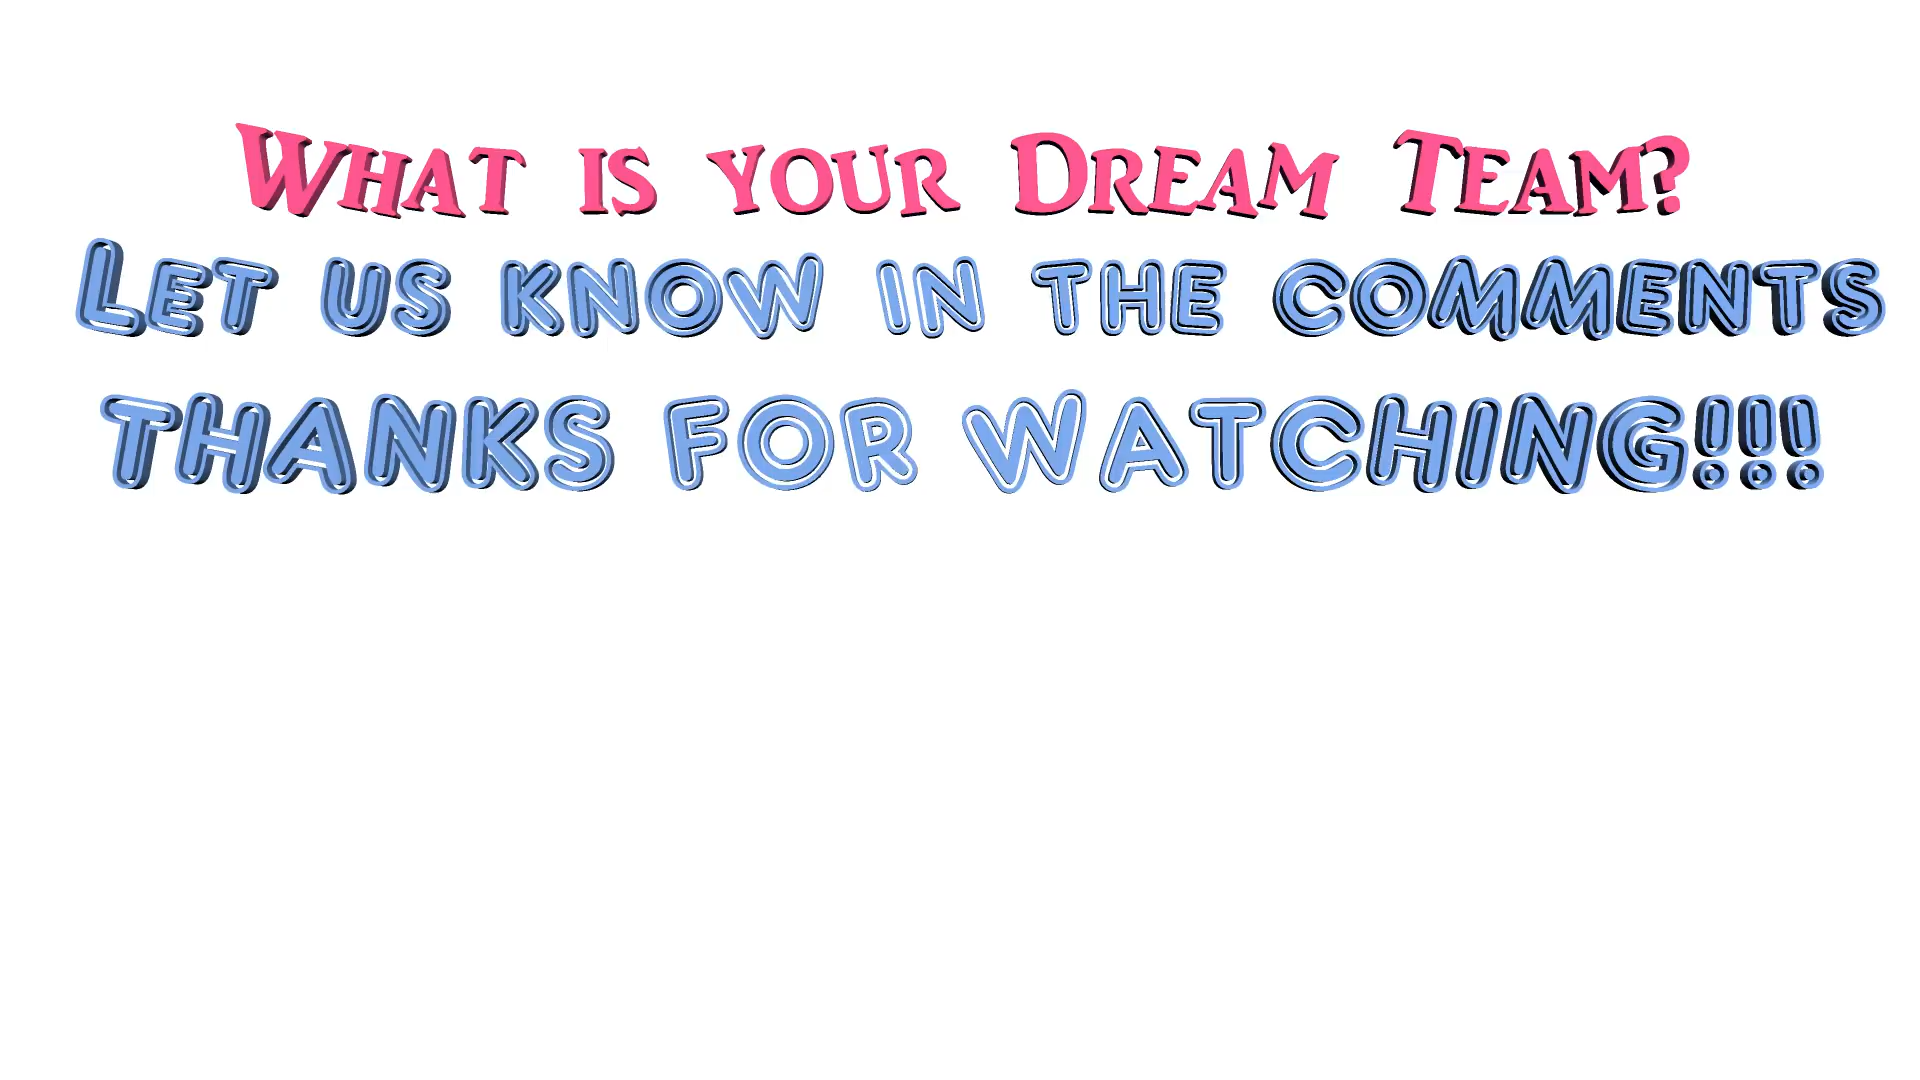 What is your Dream Team?
Let us know in the comments
THANKS FOR WATCHING!!!